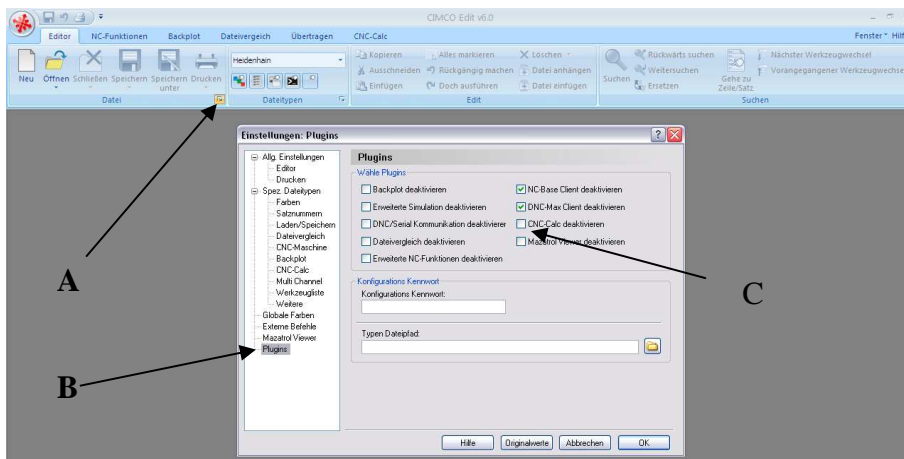 CIMCO Edit v6.0
Editor NC-Funktionen Backplot Dateivergeich Übertragen CNC-Calc Fenster Hilf
Neu Öffnen Schließen Speichern Speichern unter Drucken
Datei
Heidenhain
Dateitypen
Kopieren Alles markieren Löschen
Ausschneiden Rückgängig machen Datei anhängen
Einfügen Doch ausführen Datei einfügen
Edit
Suchen
Rückwärts suchen
Weitersuchen
Ersetzen
Gehe zu Zeile/Satz
Nächster Werkzeugwechsel
Vorangegangener Werkzeugwechse
Suchen
Einstellungen: Plugins
Allg. Einstellungen
Editor
Drucken
Spez. Dateitypen
Farben
Satznummern
Laden/Speichern
Dateivergleich
CNC-Maschine
Backplot
CNC-Calc
Multi Channel
Werkzeugliste
Weitere
Globale Farben
Externe Befehle
Mazatrol Viewer
Plugins
Plugins
Wähle Plugins
Backplot deaktivieren
NC-Base Client deaktivieren
Erweiterte Simulation deaktivieren
DNC-Max Client deaktivieren
DNC/Serial Kommunikation deaktivierer
CNC-Calc deaktivieren
Dateivergleich deaktivieren
Mazatrol Viewer deaktivieren
Erweiterte NC-Funktionen deaktivieren
Konfigurations Kennwort
Konfigurations Kennwort:
Typen Dateipfad:
Hilfe Originalwerte Abbrechen OK
A
B
C